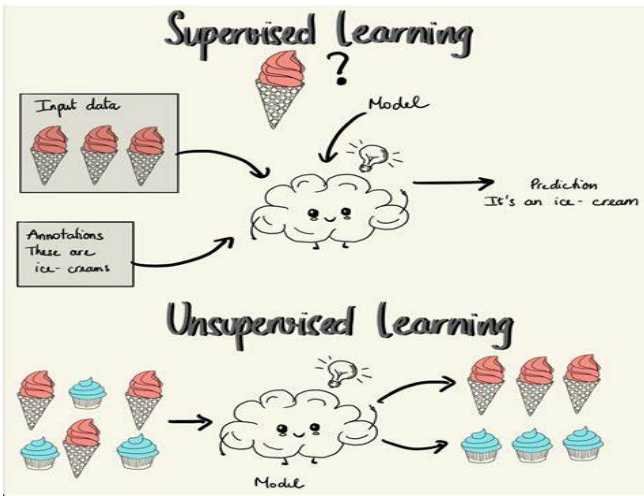 Supervised learning
?
Input data
Model
Prediction
It's an ice-cream
Annotations
These are
ice-creams
Unsupervised learning
Model